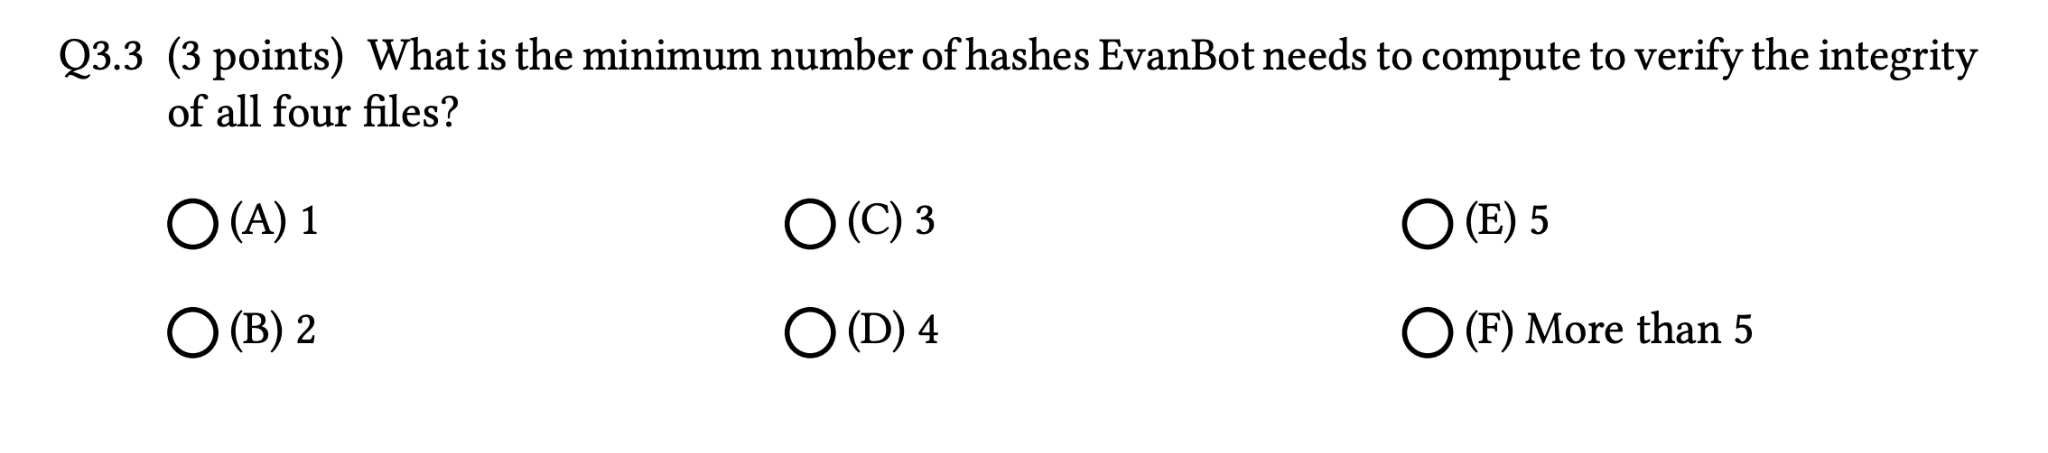 Q3.3 (3 points) What is the minimum number of hashes EvanBot needs to compute to verify the integrity
of all four files?
(A) 1 (C) 3 (E) 5
(B) 2 (D) 4 (F) More than 5